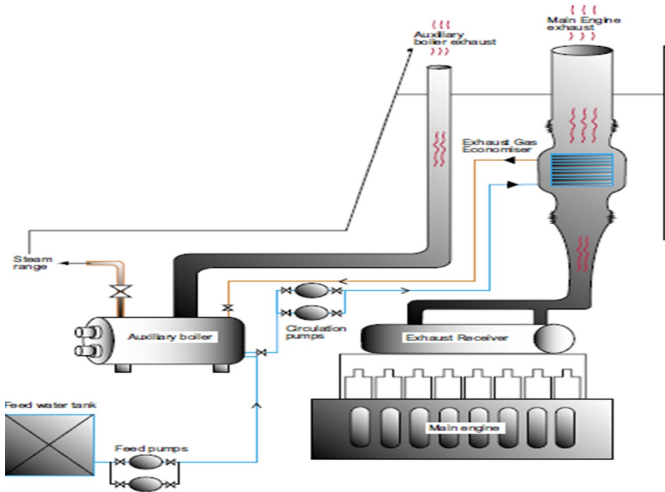 Main Engine
exhaust
Auxiliary
boiler exhaust
Exhaust Gas
Economiser
Steam
range
Circulation
pumps
Auxiliary boiler
Exhaust Receiver
Feed water tank
Feed pumps
Main engine